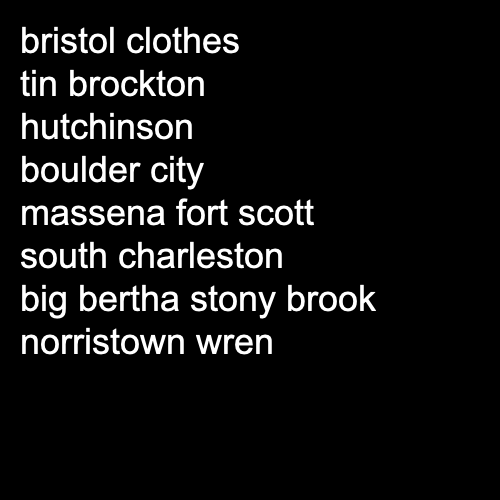 bristol clothes
tin brockton
hutchinson
boulder city
massena fort scott
south charleston
big bertha stony brook
norristown wren